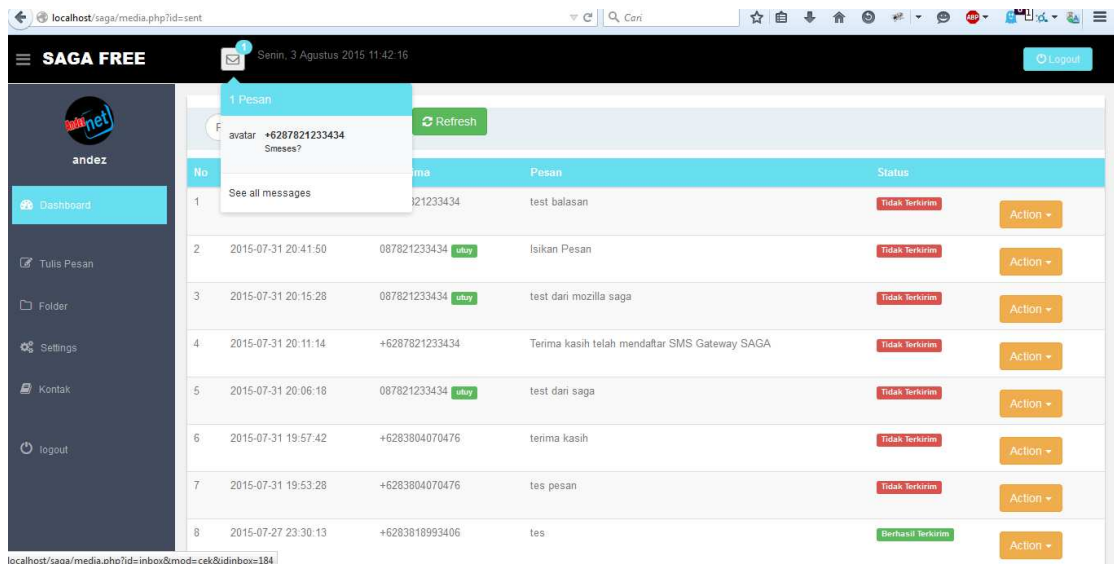 localhost/saga/media.php?id=sent
Cari
ABP
1
SAGA FREE
1
Senin, 3 Agustus 2015 11:42:16
Logout
net
andez
Dashboard
Tulis Pesan
Folder
Settings
Kontak
logout
1 Pesan
avatar +6287821233434
Smeses?
See all messages
Refresh
No Pesan Status
1 test balasan Tidak Terkirim Action
2 2015-07-31 20:41:50 087821233434 utuy Isikan Pesan Tidak Terkirim Action
3 2015-07-31 20:15:28 087821233434 utuy test dari mozilla saga Tidak Terkirim Action
4 2015-07-31 20:11:14 +6287821233434 Terima kasih telah mendaftar SMS Gateway SAGA Tidak Terkirim Action
5 2015-07-31 20:06:18 087821233434 utuy test dari saga Tidak Terkirim Action
6 2015-07-31 19:57:42 +6283804070476 terima kasih Tidak Terkirim Action
7 2015-07-31 19:53:28 +6283804070476 tes pesan Tidak Terkirim Action
8 2015-07-27 23:30:13 +6283818993406 tes Berhasil Terkirim Action
localhost/saga/media.php?id=inbox&mod=cek&idinbox=184